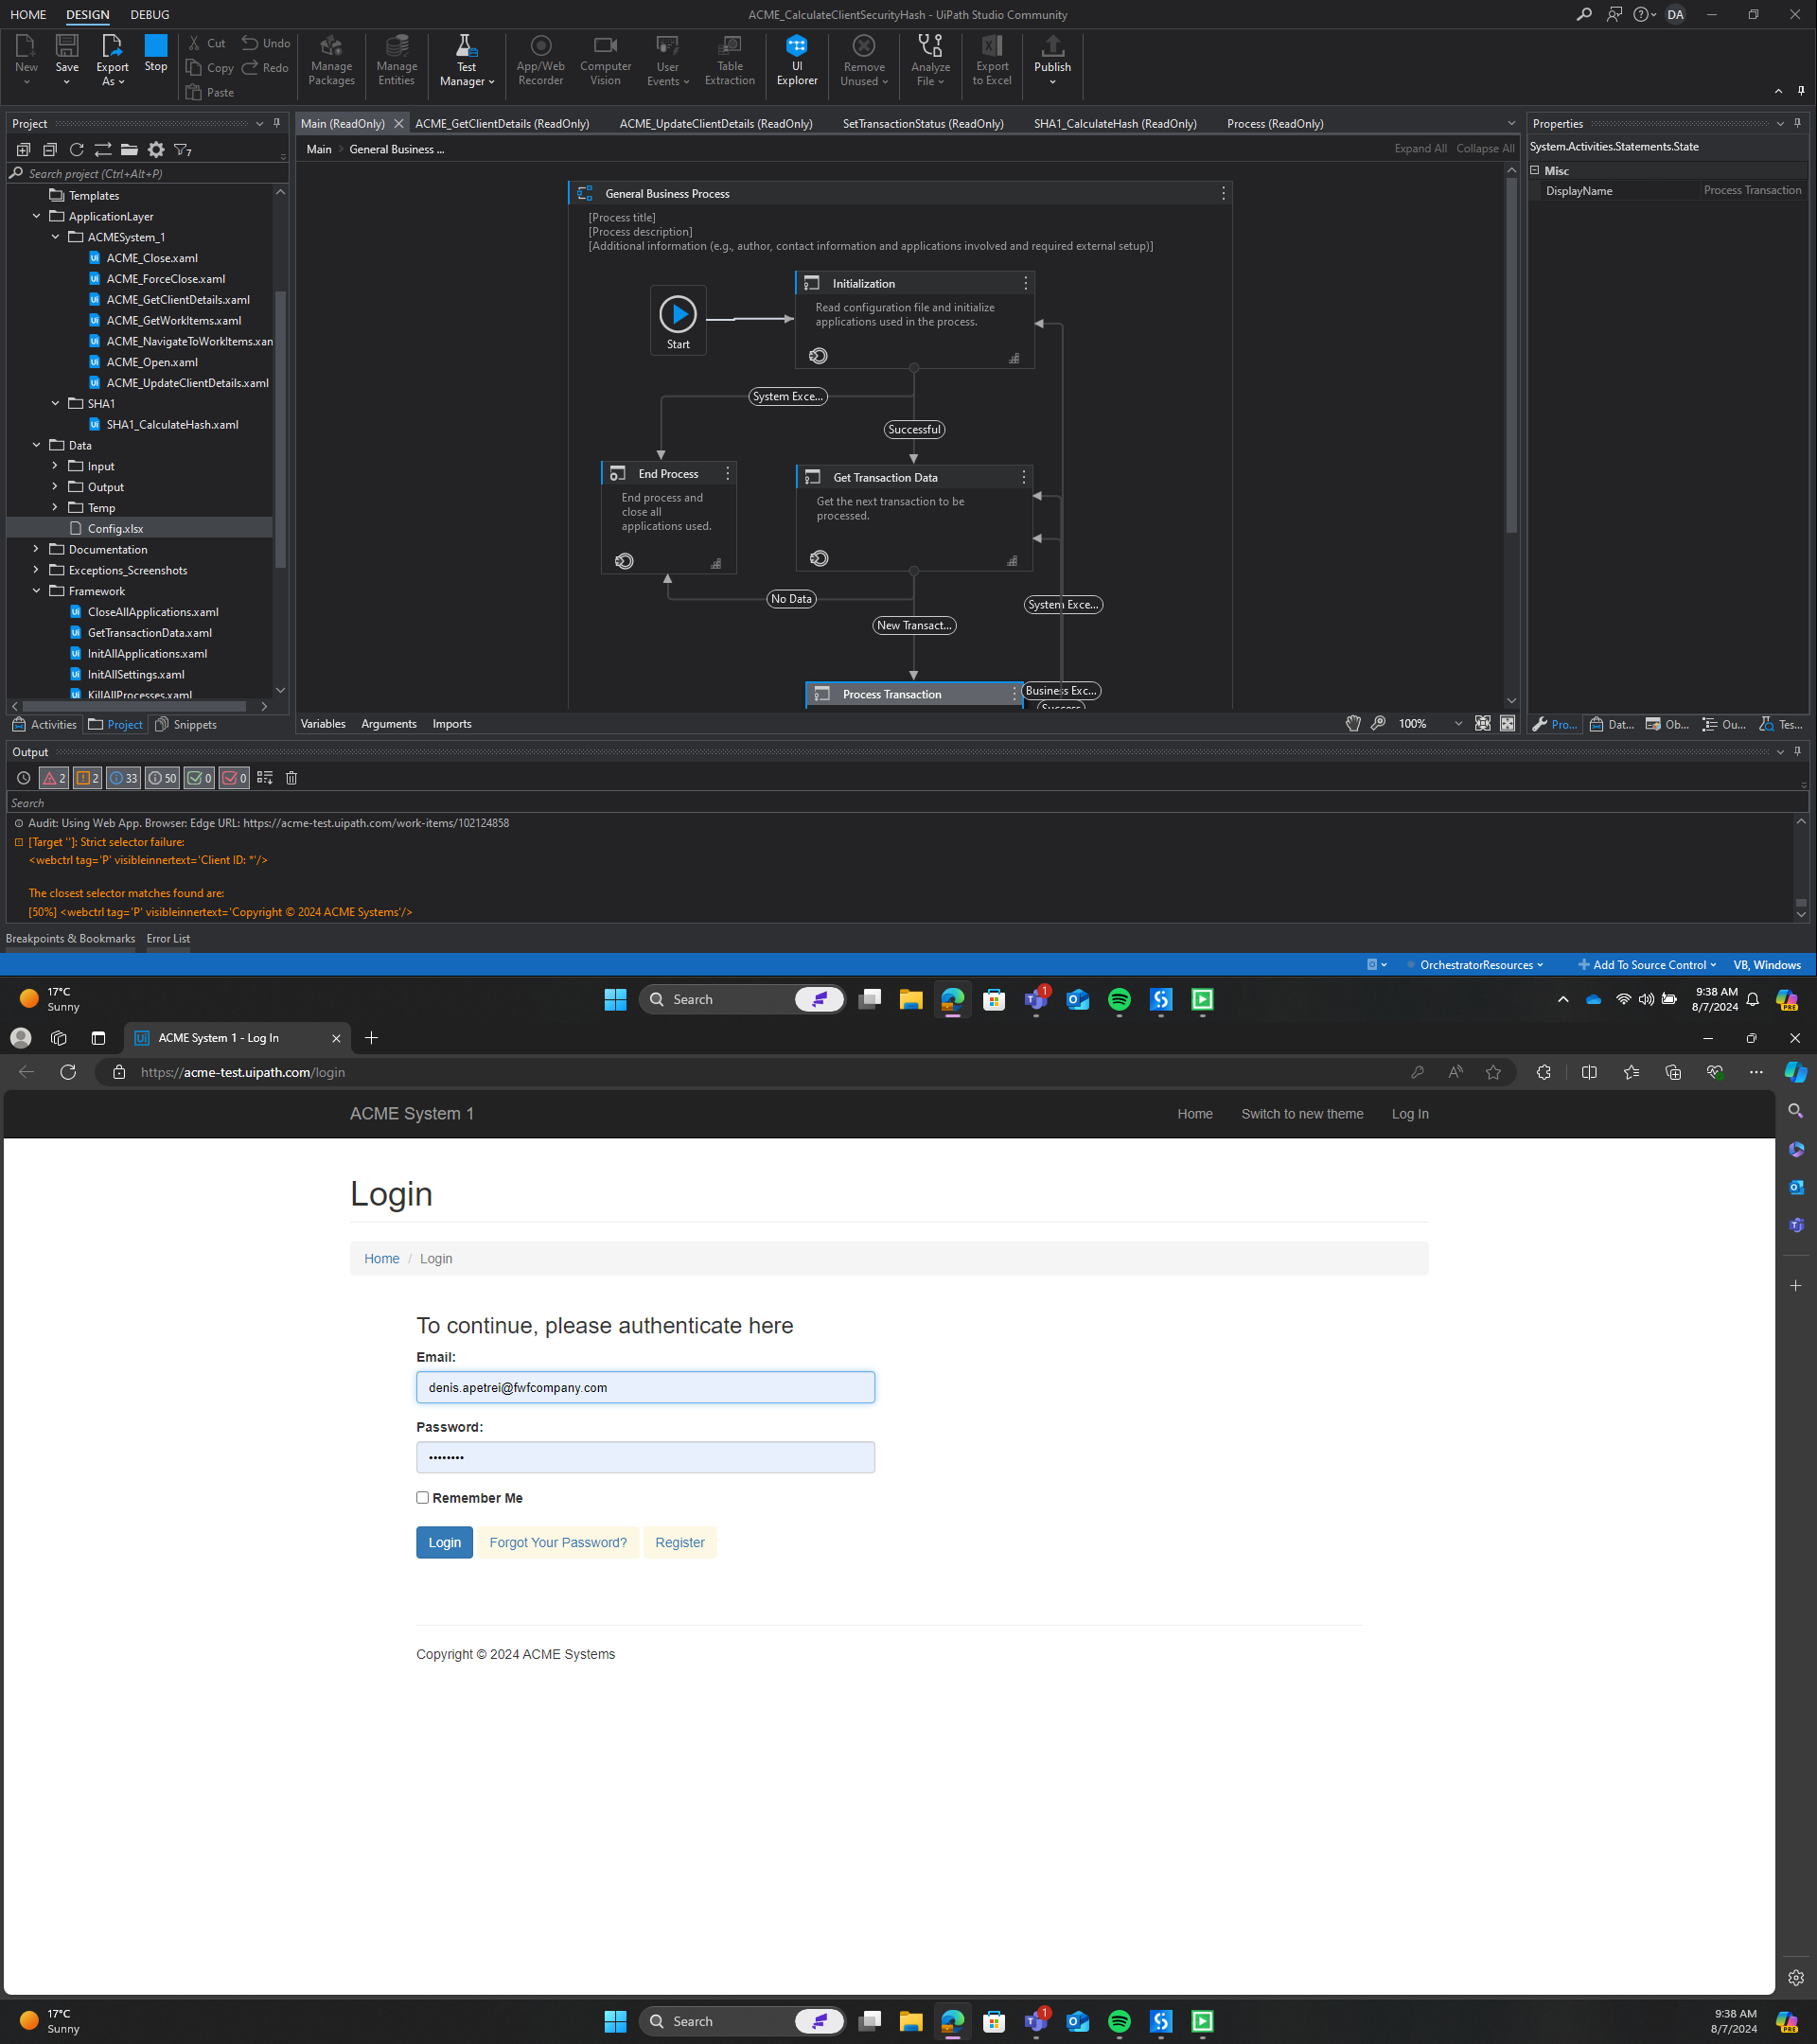 HOME DESIGN DEBUG
ACME_CalculateClientSecurityHash - UiPath Studio Community
DA
New
Save
Export As
Stop
Cut
Copy
Paste
Undo
Redo
Manage Packages
Manage Entities
Test Manager
App/Web Recorder
Computer Vision
User Events
Table Extraction
UI Explorer
Remove Unused
Analyze File
Export to Excel
Publish
Project
Search project (Ctrl+Alt+P)
Templates
ApplicationLayer
ACMESystem_1
ACME_Close.xaml
ACME_ForceClose.xaml
ACME_GetClientDetails.xaml
ACME_GetWorkItems.xaml
ACME_NavigateToWorkItems.xan
ACME_Open.xaml
ACME_UpdateClientDetails.xaml
SHA1
SHA1_CalculateHash.xaml
Data
Input
Output
Temp
Config.xlsx
Documentation
Exceptions_Screenshots
Framework
CloseAllApplications.xaml
GetTransactionData.xaml
InitAllApplications.xaml
InitAllSettings.xaml
KillAllProcesses.xaml
Activities Project Snippets
Main (ReadOnly) ACME_GetClientDetails (ReadOnly) ACME_UpdateClientDetails (ReadOnly) SetTransactionStatus (ReadOnly) SHA1_CalculateHash (ReadOnly) Process (ReadOnly)
Main > General Business ...
Expand All Collapse All
General Business Process
[Process title]
[Process description]
[Additional information (e.g., author, contact information and applications involved and required external setup)]
Start
Initialization
Read configuration file and initialize
applications used in the process.
System Exce...
Successful
End Process
End process and
close all
applications used.
Get Transaction Data
Get the next transaction to be
processed.
No Data
System Exce...
New Transact...
Process Transaction
Business Exc...
Success
Variables Arguments Imports
100%
Properties
System.Activities.Statements.State
Misc
DisplayName Process Transaction
Pro... Dat... Ob... Ou... Tes...
Output
2 2 33 50 0 0
Search
Audit: Using Web App. Browser: Edge URL: https://acme-test.uipath.com/work-items/102124858
[Target '']: Strict selector failure:
<webctrl tag='P' visibleinnertext='Client ID: *'/>
The closest selector matches found are:
[50%] <webctrl tag='P' visibleinnertext='Copyright © 2024 ACME Systems'/>
Breakpoints & Bookmarks Error List
OrchestratorResources Add To Source Control VB, Windows
17°C
Sunny
Search
1
9:38 AM
8/7/2024
PRE
ACME System 1 - Log In
https://acme-test.uipath.com/login
ACME System 1
Home Switch to new theme Log In
Login
Home / Login
To continue, please authenticate here
Email:
denis.apetrei@fwfcompany.com
Password:
••••••••
Remember Me
Login Forgot Your Password? Register
Copyright © 2024 ACME Systems
17°C
Sunny
Search
1
9:38 AM
8/7/2024
PRE